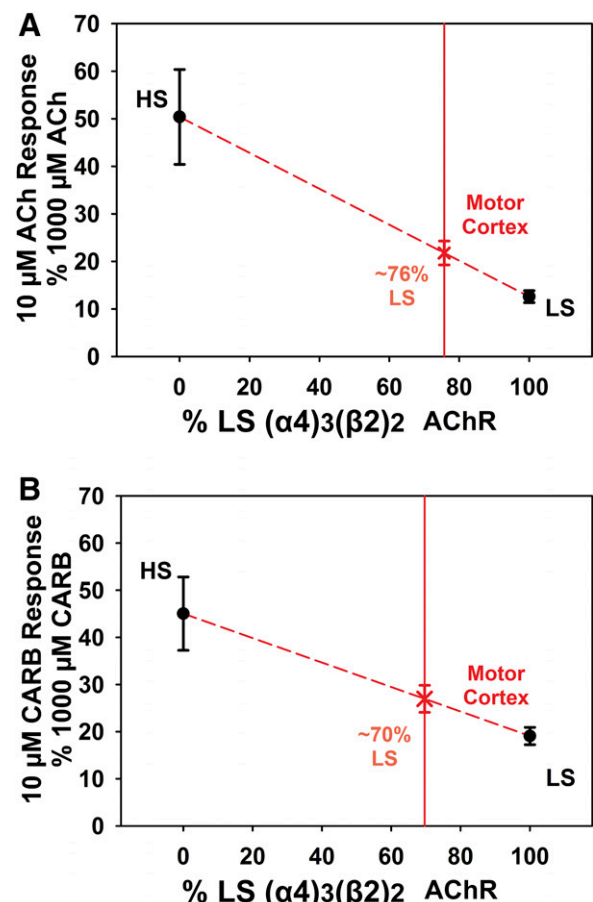 A
10 µM ACh Response
% 1000 µM ACh
70
60
50
40
30
20
10
0
HS
Motor
Cortex
~76%
LS
LS
0 20 40 60 80 100
% LS (α4)3(β2)2 AChR
B
10 µM CARB Response
% 1000 µM CARB
70
60
50
40
30
20
10
0
HS
Motor
Cortex
~70%
LS
LS
0 20 40 60 80 100
% LS (α4)3(β2)2 AChR